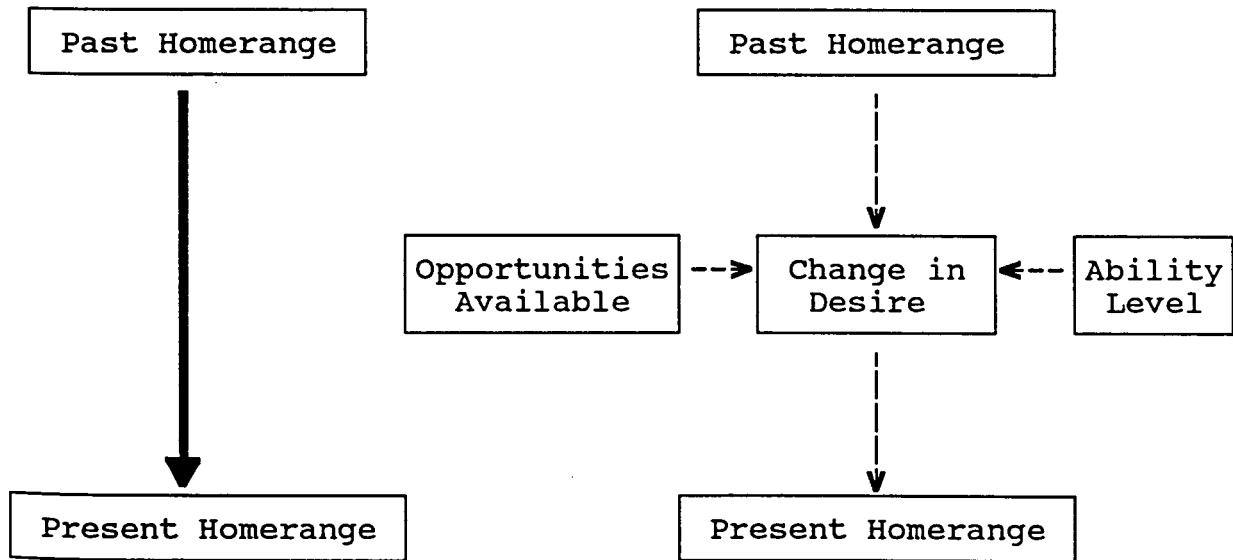 Past Homerange
Past Homerange
Opportunities
Available
Change in
Desire
Ability
Level
Present Homerange
Present Homerange